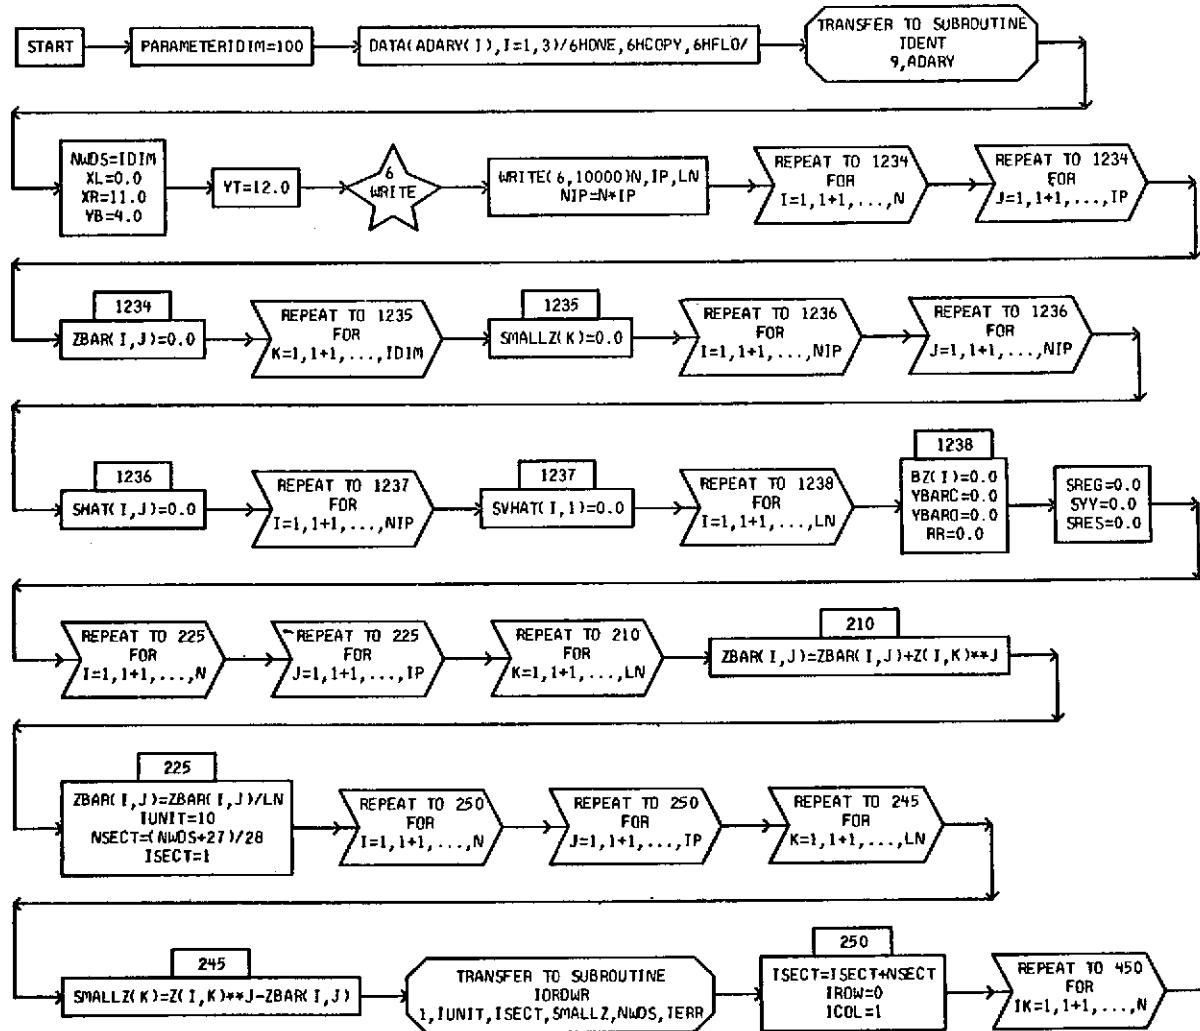 START
PARAMETERIDIM=100
DATA(ADARY(I),I=1,3)/6HONE,6HCOPY,6HFLO/
TRANSFER TO SUBROUTINE
IDENT
9,ADARY
NWDS=IDIM
XL=0.0
XR=11.0
YB=4.0
YT=12.0
6
WRITE
WRITE(6,10000)N,IP,LN
NIP=N*IP
REPEAT TO 1234
FOR
I=1,1+1,...,N
REPEAT TO 1234
FOR
J=1,1+1,...,IP
1234
ZBAR(I,J)=0.0
REPEAT TO 1235
FOR
K=1,1+1,...,IDIM
1235
SMALLZ(K)=0.0
REPEAT TO 1236
FOR
I=1,1+1,...,NIP
REPEAT TO 1236
FOR
J=1,1+1,...,NIP
1236
SHAT(I,J)=0.0
REPEAT TO 1237
FOR
I=1,1+1,...,NIP
1237
SVHAT(I,1)=0.0
REPEAT TO 1238
FOR
I=1,1+1,...,LN
1238
BZ(I)=0.0
YBARC=0.0
YBARO=0.0
RR=0.0
SREG=0.0
SYY=0.0
SRES=0.0
REPEAT TO 225
FOR
I=1,1+1,...,N
REPEAT TO 225
FOR
J=1,1+1,...,IP
REPEAT TO 210
FOR
K=1,1+1,...,LN
210
ZBAR(I,J)=ZBAR(I,J)+Z(I,K)**J
225
ZBAR(I,J)=ZBAR(I,J)/LN
IUNIT=10
NSECT=(NWDS+27)/28
ISECT=1
REPEAT TO 250
FOR
I=1,1+1,...,N
REPEAT TO 250
FOR
J=1,1+1,...,IP
REPEAT TO 245
FOR
K=1,1+1,...,LN
245
SMALLZ(K)=Z(I,K)**J-ZBAR(I,J)
TRANSFER TO SUBROUTINE
IORDWR
1,IUNIT,ISECT,SMALLZ,NWDS,IERR
250
ISECT=ISECT+NSECT
IROW=0
ICOL=1
REPEAT TO 450
FOR
IK=1,1+1,...,N